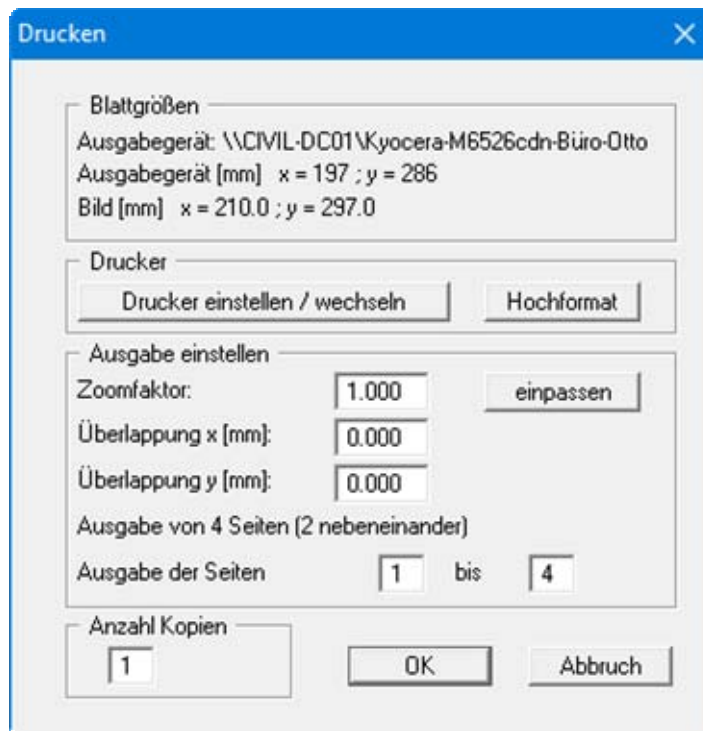 Drucken
Blattgrößen
Ausgabegerät: \\CIVIL-DC01\Kyocera-M6526cdn-Büro-Otto
Ausgabegerät [mm] x = 197 ; y = 286
Bild [mm] x = 210.0 ; y = 297.0
Drucker
Drucker einstellen / wechseln Hochformat
Ausgabe einstellen
Zoomfaktor: 1.000 einpassen
Überlappung x [mm]: 0.000
Überlappung y [mm]: 0.000
Ausgabe von 4 Seiten (2 nebeneinander)
Ausgabe der Seiten 1 bis 4
Anzahl Kopien
1 OK Abbruch